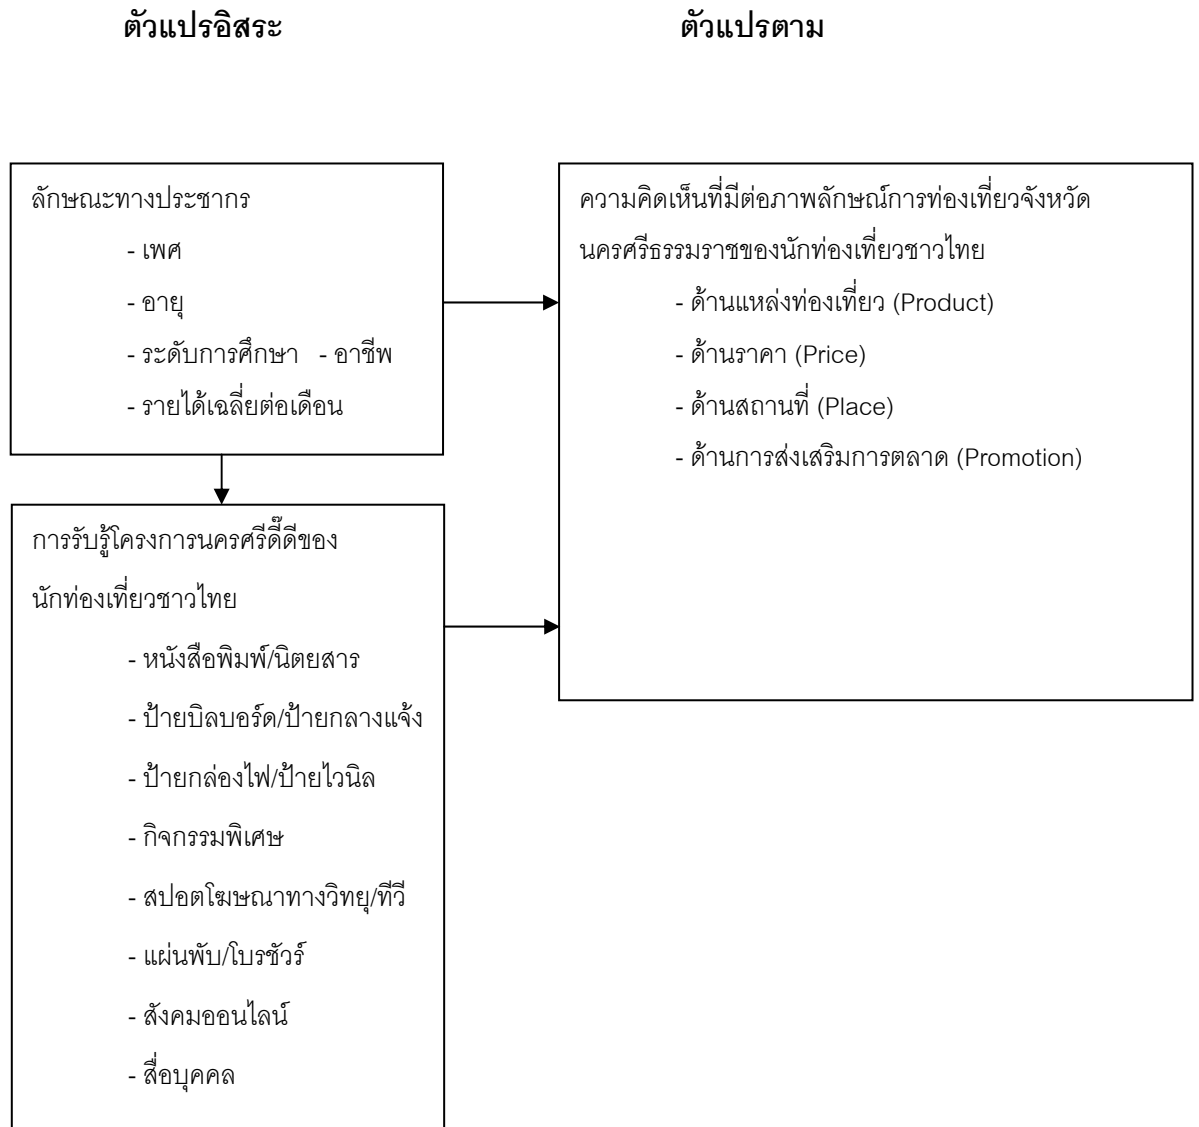 ตัวแปรอิสระ
ตัวแปรตาม
ลักษณะทางประชากร
- เพศ
- อายุ
- ระดับการศึกษา - อาชีพ
- รายได้เฉลี่ยต่อเดือน
ความคิดเห็นที่มีต่อภาพลักษณ์การท่องเที่ยวจังหวัด
นครศรีธรรมราชของนักท่องเที่ยวชาวไทย
- ด้านแหล่งท่องเที่ยว (Product)
- ด้านราคา (Price)
- ด้านสถานที่ (Place)
- ด้านการส่งเสริมการตลาด (Promotion)
การรับรู้โครงการนครศรีดี๊ดีของ
นักท่องเที่ยวชาวไทย
- หนังสือพิมพ์/นิตยสาร
- ป้ายบิลบอร์ด/ป้ายกลางแจ้ง
- ป้ายกล่องไฟ/ป้ายไวนิล
- กิจกรรมพิเศษ
- สปอตโฆษณาทางวิทยุ/ทีวี
- แผ่นพับ/โบรชัวร์
- สังคมออนไลน์
- สื่อบุคคล